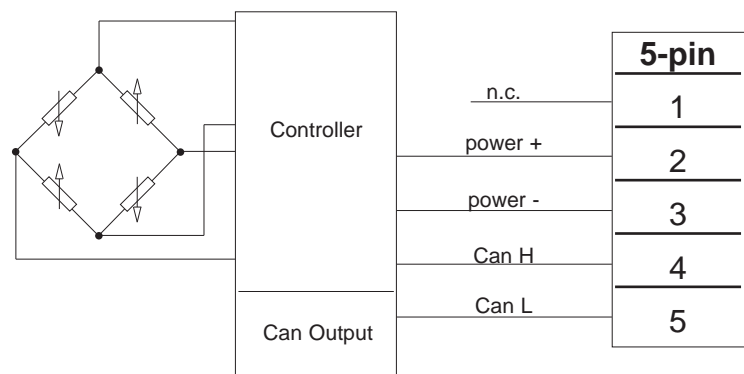 5-pin
n.c.
1
Controller
power +
2
power -
3
Can H
4
Can L
5
Can Output